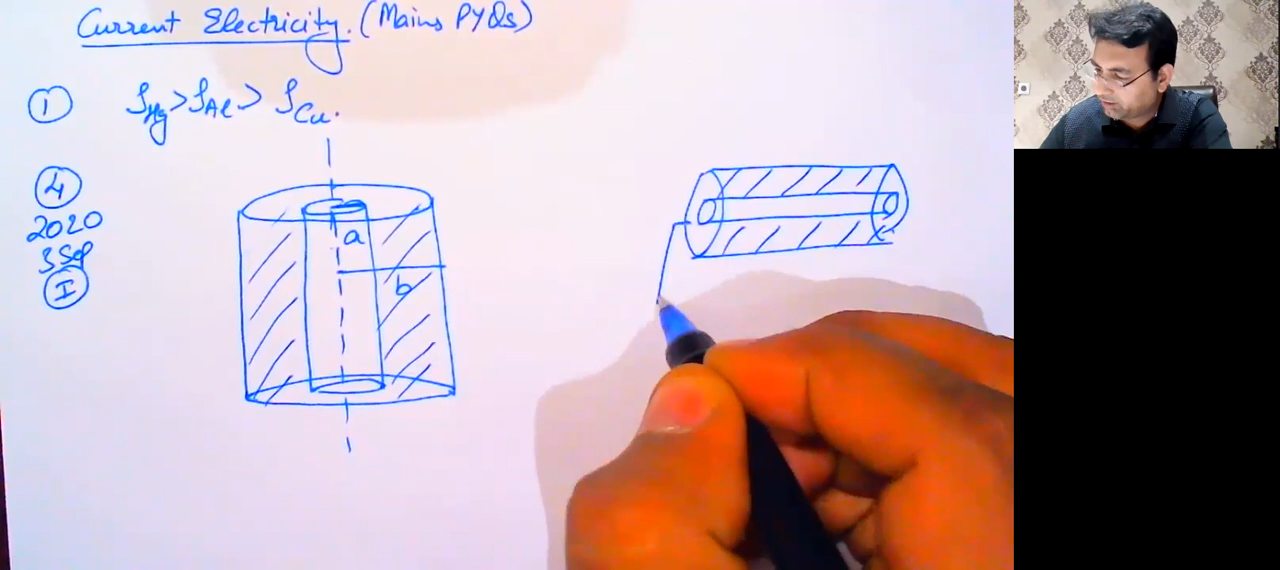 Current Electricity. (Mains PYQs)
1 ρHg > ρAl > ρCu.
4
2020
3 Sep
I
a
b